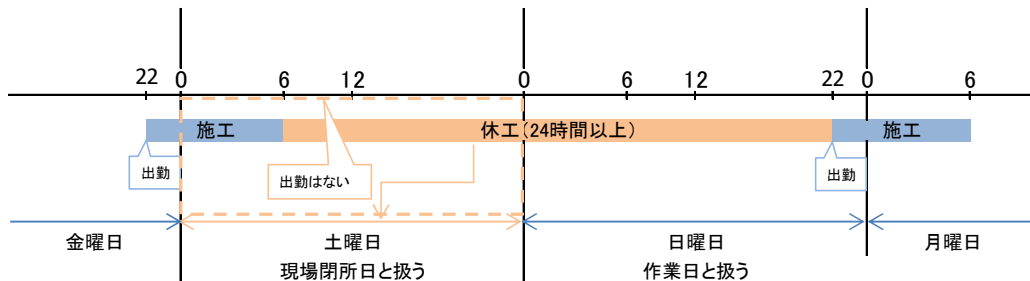 22 0 6 12 0 6 12 22 0 6
施工 休工(24時間以上) 施工
出勤 出勤はない 出勤
金曜日 土曜日 日曜日 月曜日
現場閉所日と扱う 作業日と扱う